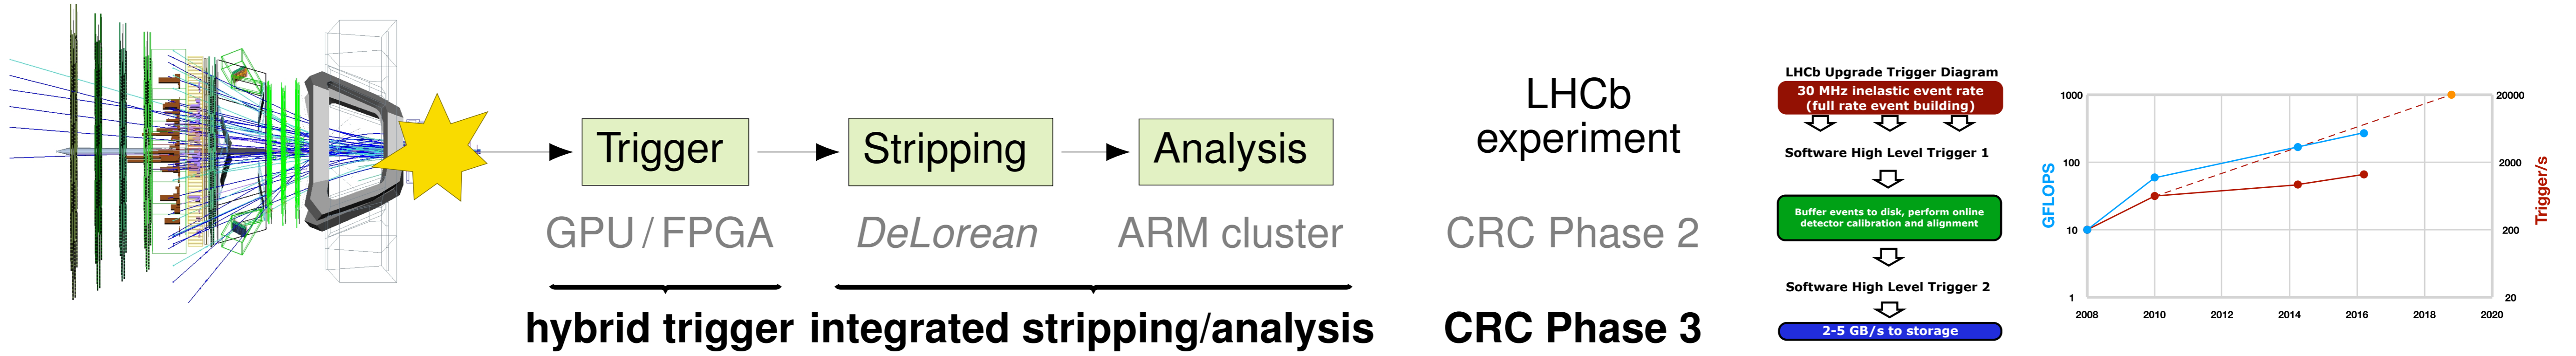 Trigger
Stripping
Analysis
LHCb
experiment
GPU / FPGA
DeLorean
ARM cluster
CRC Phase 2
hybrid trigger
integrated stripping/analysis
CRC Phase 3
LHCb Upgrade Trigger Diagram
30 MHz inelastic event rate
(full rate event building)
Software High Level Trigger 1
Buffer events to disk, perform online
detector calibration and alignment
Software High Level Trigger 2
2-5 GB/s to storage
GFLOPS
1000
100
10
1
20000
2000
200
20
Trigger/s
2008
2010
2012
2014
2016
2018
2020